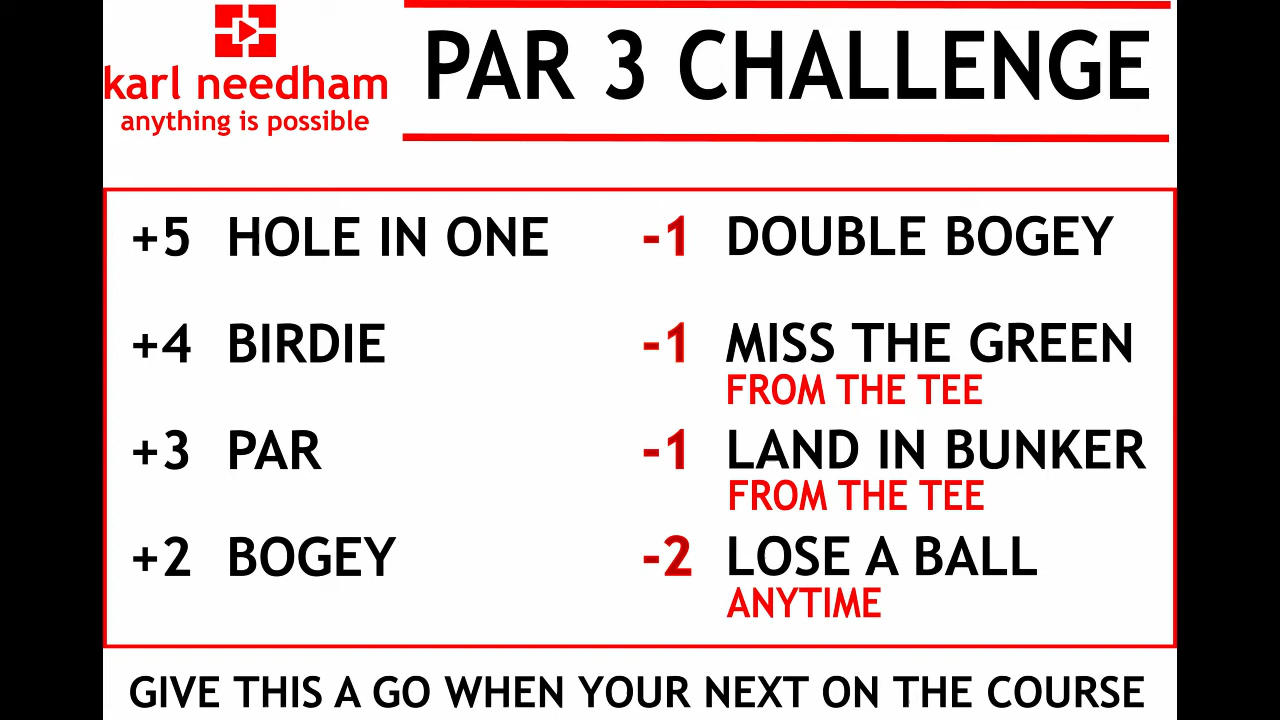 karl needham
anything is possible
PAR 3 CHALLENGE
+5 HOLE IN ONE
-1 DOUBLE BOGEY
+4 BIRDIE
-1 MISS THE GREEN
FROM THE TEE
+3 PAR
-1 LAND IN BUNKER
FROM THE TEE
+2 BOGEY
-2 LOSE A BALL
ANYTIME
GIVE THIS A GO WHEN YOUR NEXT ON THE COURSE